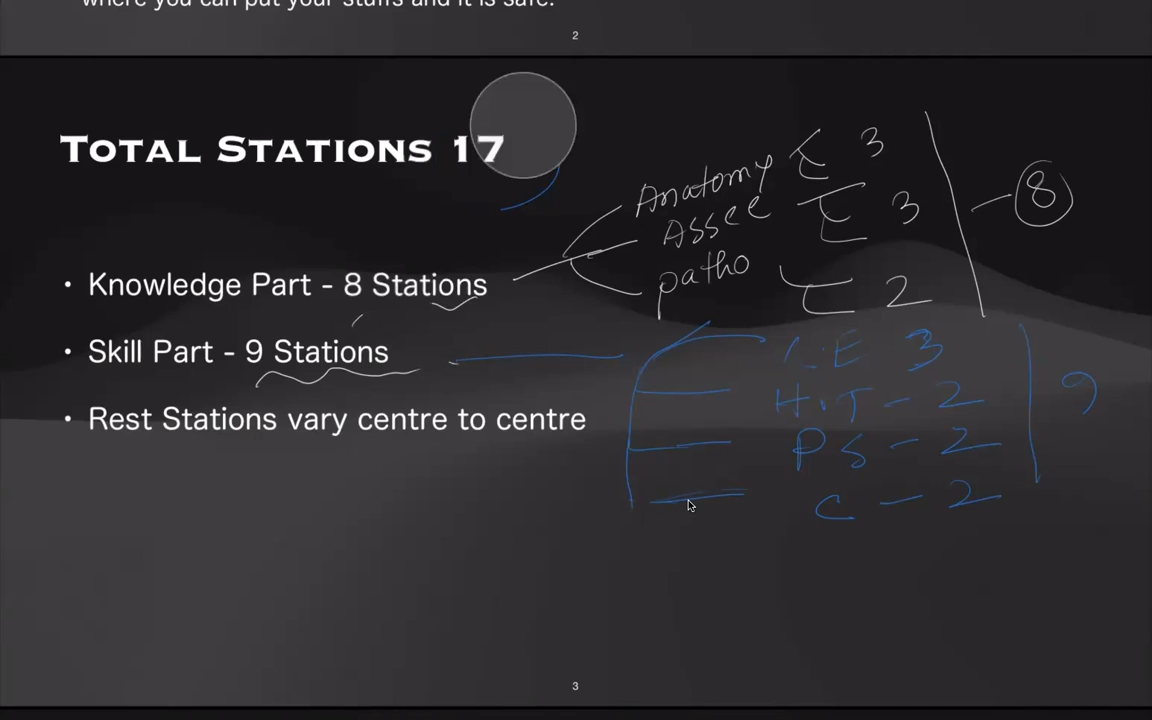 where you can put your stuffs and it is safe.
2
TOTAL STATIONS 17
• Knowledge Part - 8 Stations
• Skill Part - 9 Stations
• Rest Stations vary centre to centre
Anatomy 3
Assee 3
patho 2
8
C.E 3
H.T - 2
PS - 2
C - 2
9
3